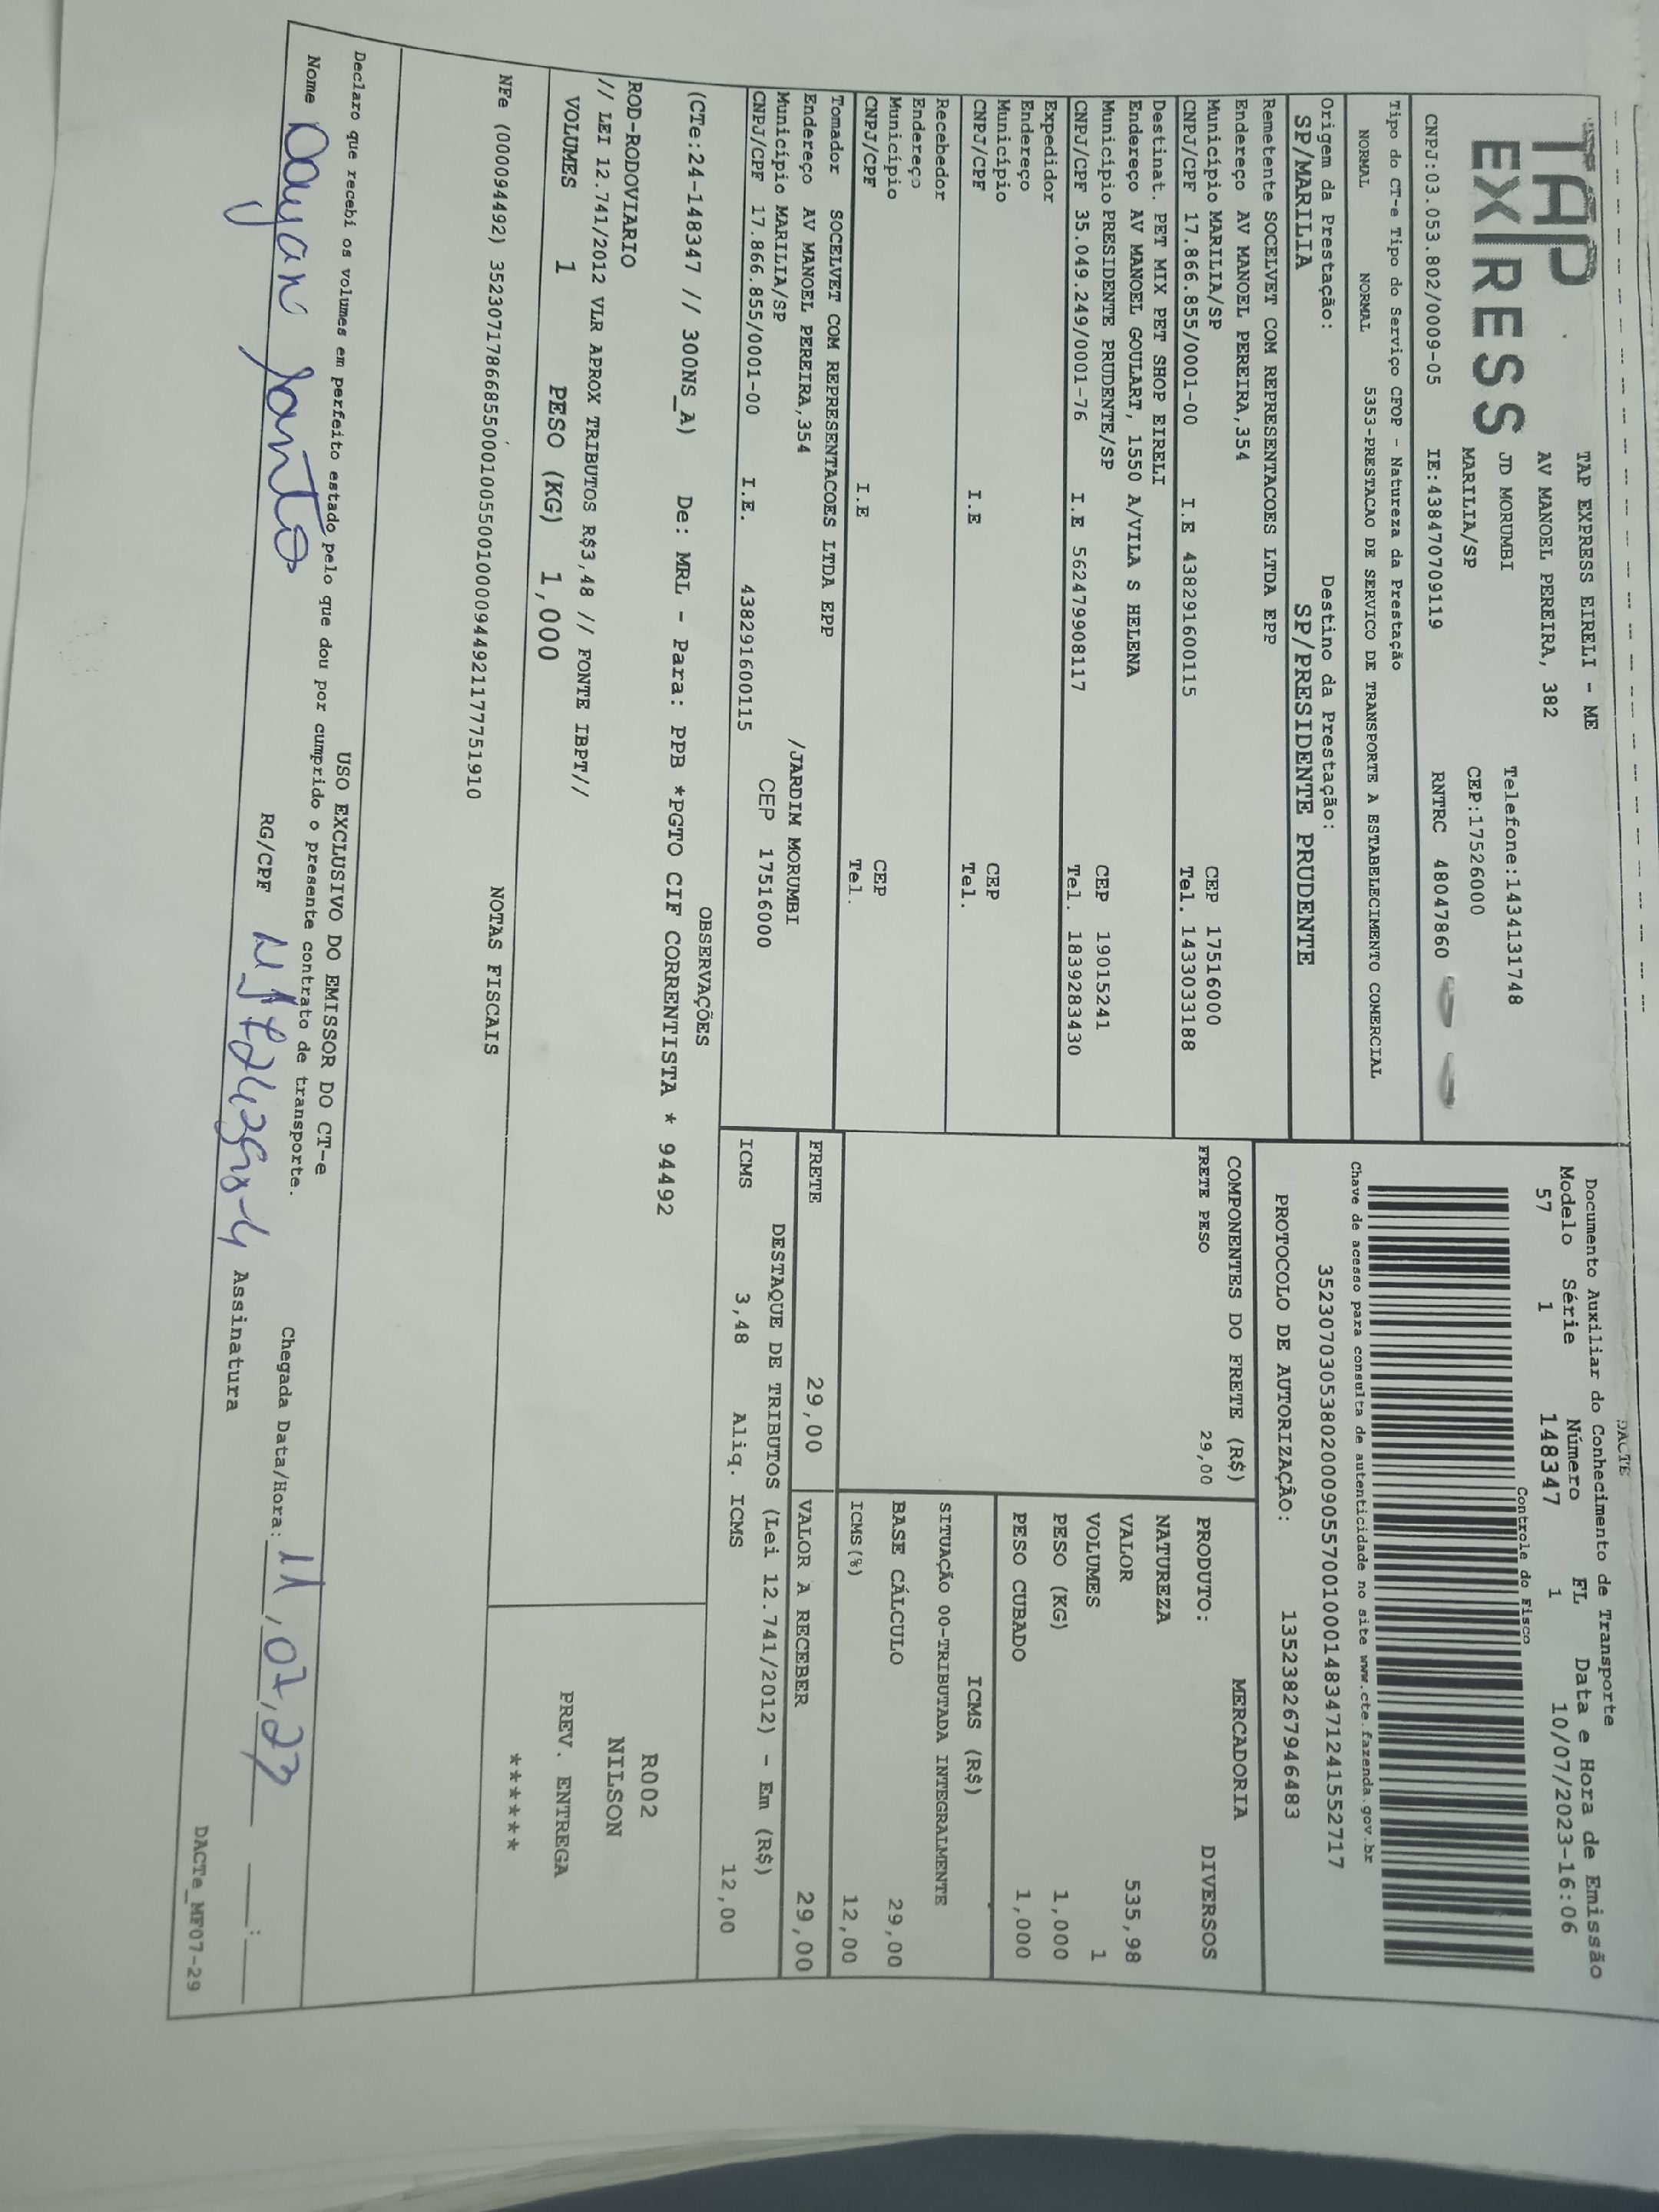 DACTE
TAP
EXPRESS
TAP EXPRESS EIRELI - ME
AV MANOEL PEREIRA, 382
JD MORUMBI
Telefone:1434131748
MARILIA/SP
CEP:17526000
CNPJ:03.053.802/0009-05
IE:438470709119
RNTRC 48047860
Documento Auxiliar do Conhecimento de Transporte
Modelo Série Número FL Data e Hora de Emissão
57 1 148347 1 10/07/2023-16:06
Controle do Fisco
Chave de acesso para consulta de autenticidade no site www.cte.fazenda.gov.br
35230703053802000905570010001483471241552717
PROTOCOLO DE AUTORIZAÇÃO: 135238267946483
Tipo do CT-e Tipo do Serviço CFOP - Natureza da Prestação
NORMAL NORMAL 5353-PRESTACAO DE SERVICO DE TRANSPORTE A ESTABELECIMENTO COMERCIAL
Origem da Prestação: Destino da Prestação:
SP/MARILIA SP/PRESIDENTE PRUDENTE
Remetente SOCELVET COM REPRESENTACOES LTDA EPP
Endereço AV MANOEL PEREIRA,354
Município MARILIA/SP CEP 17516000
CNPJ/CPF 17.866.855/0001-00 I.E 438291600115 Tel. 1433033188
Destinat. PET MIX PET SHOP EIRELI
Endereço AV MANOEL GOULART, 1550 A/VILA S HELENA
Município PRESIDENTE PRUDENTE/SP CEP 19015241
CNPJ/CPF 35.049.249/0001-76 I.E 562479908117 Tel. 1839283430
Expedidor
Endereço
Município CEP
CNPJ/CPF I.E Tel.
Recebedor
Endereço
Município CEP
CNPJ/CPF I.E Tel.
Tomador SOCELVET COM REPRESENTACOES LTDA EPP
Endereço AV MANOEL PEREIRA,354 /JARDIM MORUMBI
Município MARILIA/SP CEP 17516000
CNPJ/CPF 17.866.855/0001-00 I.E. 438291600115
COMPONENTES DO FRETE (R$)
FRETE PESO 29,00
FRETE 29,00
MERCADORIA
PRODUTO: DIVERSOS
NATUREZA
VALOR 535,98
VOLUMES 1
PESO (KG) 1,000
PESO CUBADO 1,000
ICMS (R$)
SITUAÇÃO 00-TRIBUTADA INTEGRALMENTE
BASE CÁLCULO 29,00
ICMS(%) 12,00
VALOR A RECEBER 29,00
DESTAQUE DE TRIBUTOS (Lei 12.741/2012) - Em (R$)
ICMS 3,48 Aliq. ICMS 12,00
OBSERVAÇÕES
(CTe:24-148347 // 300NS_A) De: MRL - Para: PPB *PGTO CIF CORRENTISTA * 94492
ROD-RODOVIARIO
// LEI 12.741/2012 VLR APROX TRIBUTOS R$3,48 // FONTE IBPT//
VOLUMES 1 PESO (KG) 1,000
R002
NILSON
PREV. ENTREGA
******
NOTAS FISCAIS
NFe (000094492) 35230717866855000100550010000944921177751910
USO EXCLUSIVO DO EMISSOR DO CT-e
Declaro que recebi os volumes em perfeito estado pelo que dou por cumprido o presente contrato de transporte.
Nome Dayan Santos
RG/CPF
Assinatura
Chegada Data/Hora: 11,07,23 __:__
DACTe_MF07-29